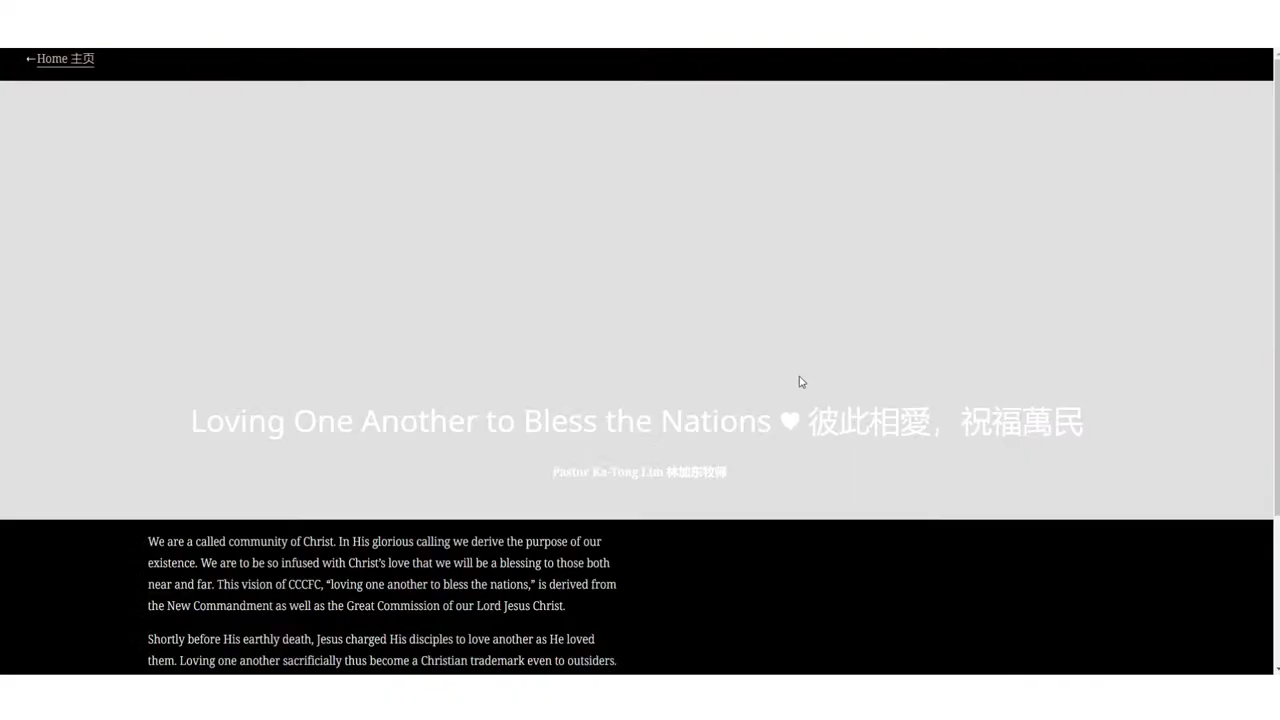 ←Home 主页
Loving One Another to Bless the Nations ♥ 彼此相愛，祝福萬民
Pastor Ka-Tong Lim 林加东牧师
We are a called community of Christ. In His glorious calling we derive the purpose of our
existence. We are to be so infused with Christ’s love that we will be a blessing to those both
near and far. This vision of CCCFC, “loving one another to bless the nations,” is derived from
the New Commandment as well as the Great Commission of our Lord Jesus Christ.
Shortly before His earthly death, Jesus charged His disciples to love another as He loved
them. Loving one another sacrificially thus become a Christian trademark even to outsiders.